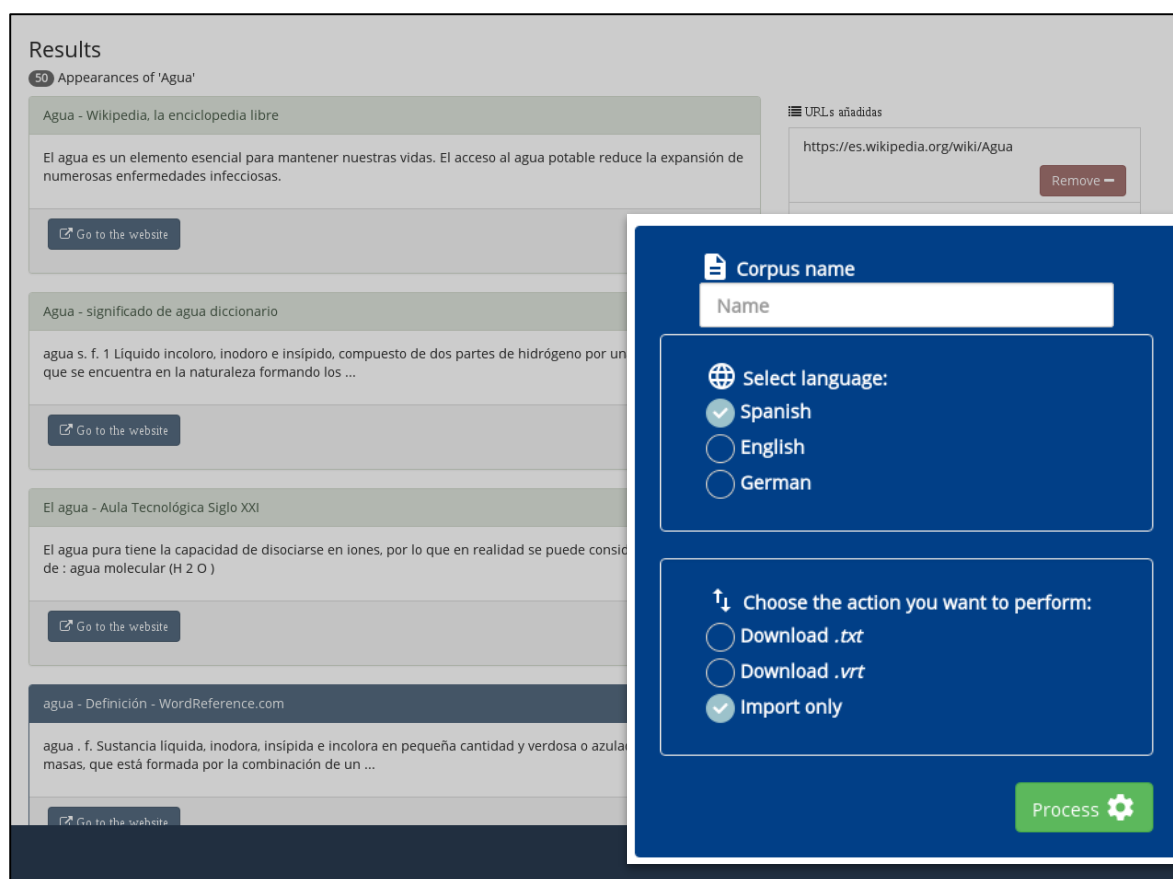 Results
50 Appearances of 'Agua'
Agua - Wikipedia, la enciclopedia libre
El agua es un elemento esencial para mantener nuestras vidas. El acceso al agua potable reduce la expansión de
numerosas enfermedades infecciosas.
Go to the website
Agua - significado de agua diccionario
agua s. f. 1 Líquido incoloro, inodoro e insípido, compuesto de dos partes de hidrógeno por un
que se encuentra en la naturaleza formando los ...
Go to the website
El agua - Aula Tecnológica Siglo XXI
El agua pura tiene la capacidad de disociarse en iones, por lo que en realidad se puede consid
de : agua molecular (H 2 O )
Go to the website
agua - Definición - WordReference.com
agua . f. Sustancia líquida, inodora, insípida e incolora en pequeña cantidad y verdosa o azulad
masas, que está formada por la combinación de un ...
Go to the website
URLs añadidas
https://es.wikipedia.org/wiki/Agua
Remove
Corpus name
Name
Select language:
Spanish
English
German
Choose the action you want to perform:
Download .txt
Download .vrt
Import only
Process